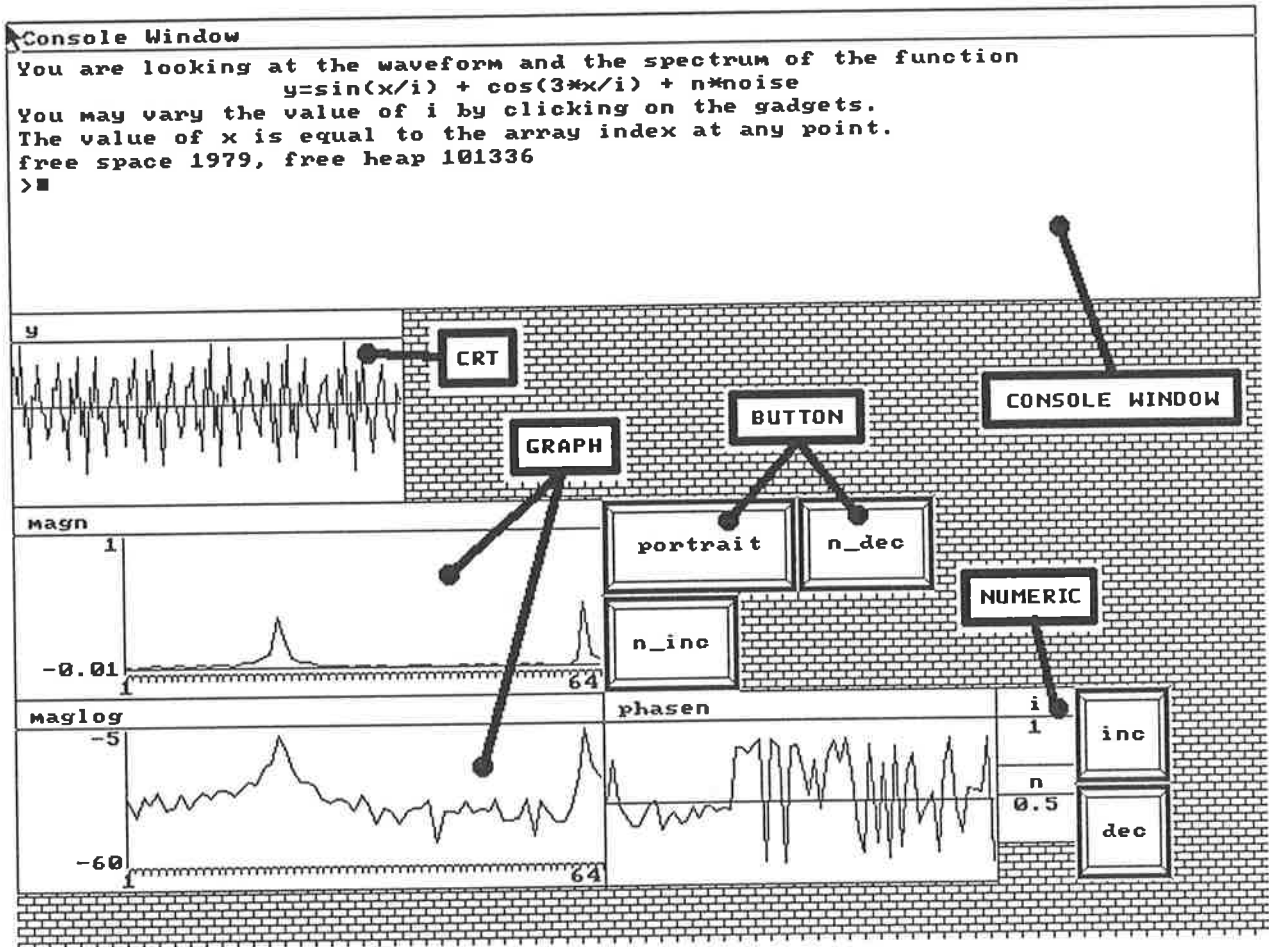 Console Window
You are looking at the waveform and the spectrum of the function
y=sin(x/i) + cos(3*x/i) + n*noise
You may vary the value of i by clicking on the gadgets.
The value of x is equal to the array index at any point.
free space 1979, free heap 101336
>
y
CRT
CONSOLE WINDOW
BUTTON
GRAPH
magn
1
-0.01
1
64
portrait
n_dec
NUMERIC
n_inc
maglog
-5
-60
1
64
phasen
i
1
n
0.5
inc
dec